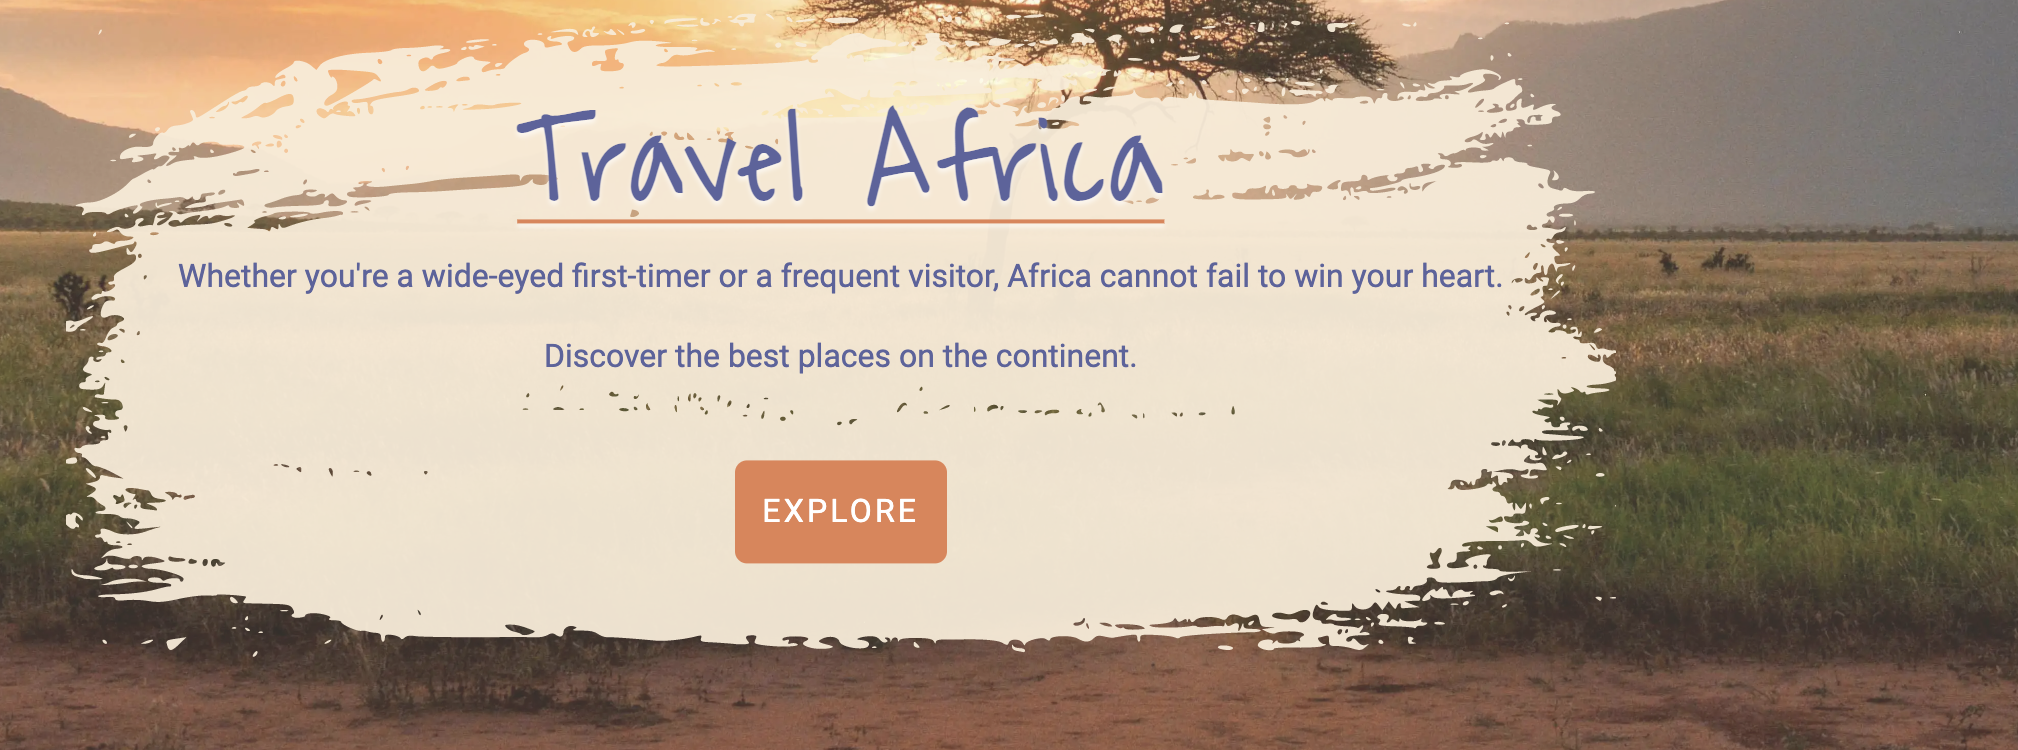 Travel Africa
Whether you're a wide-eyed first-timer or a frequent visitor, Africa cannot fail to win your heart.
Discover the best places on the continent.
EXPLORE